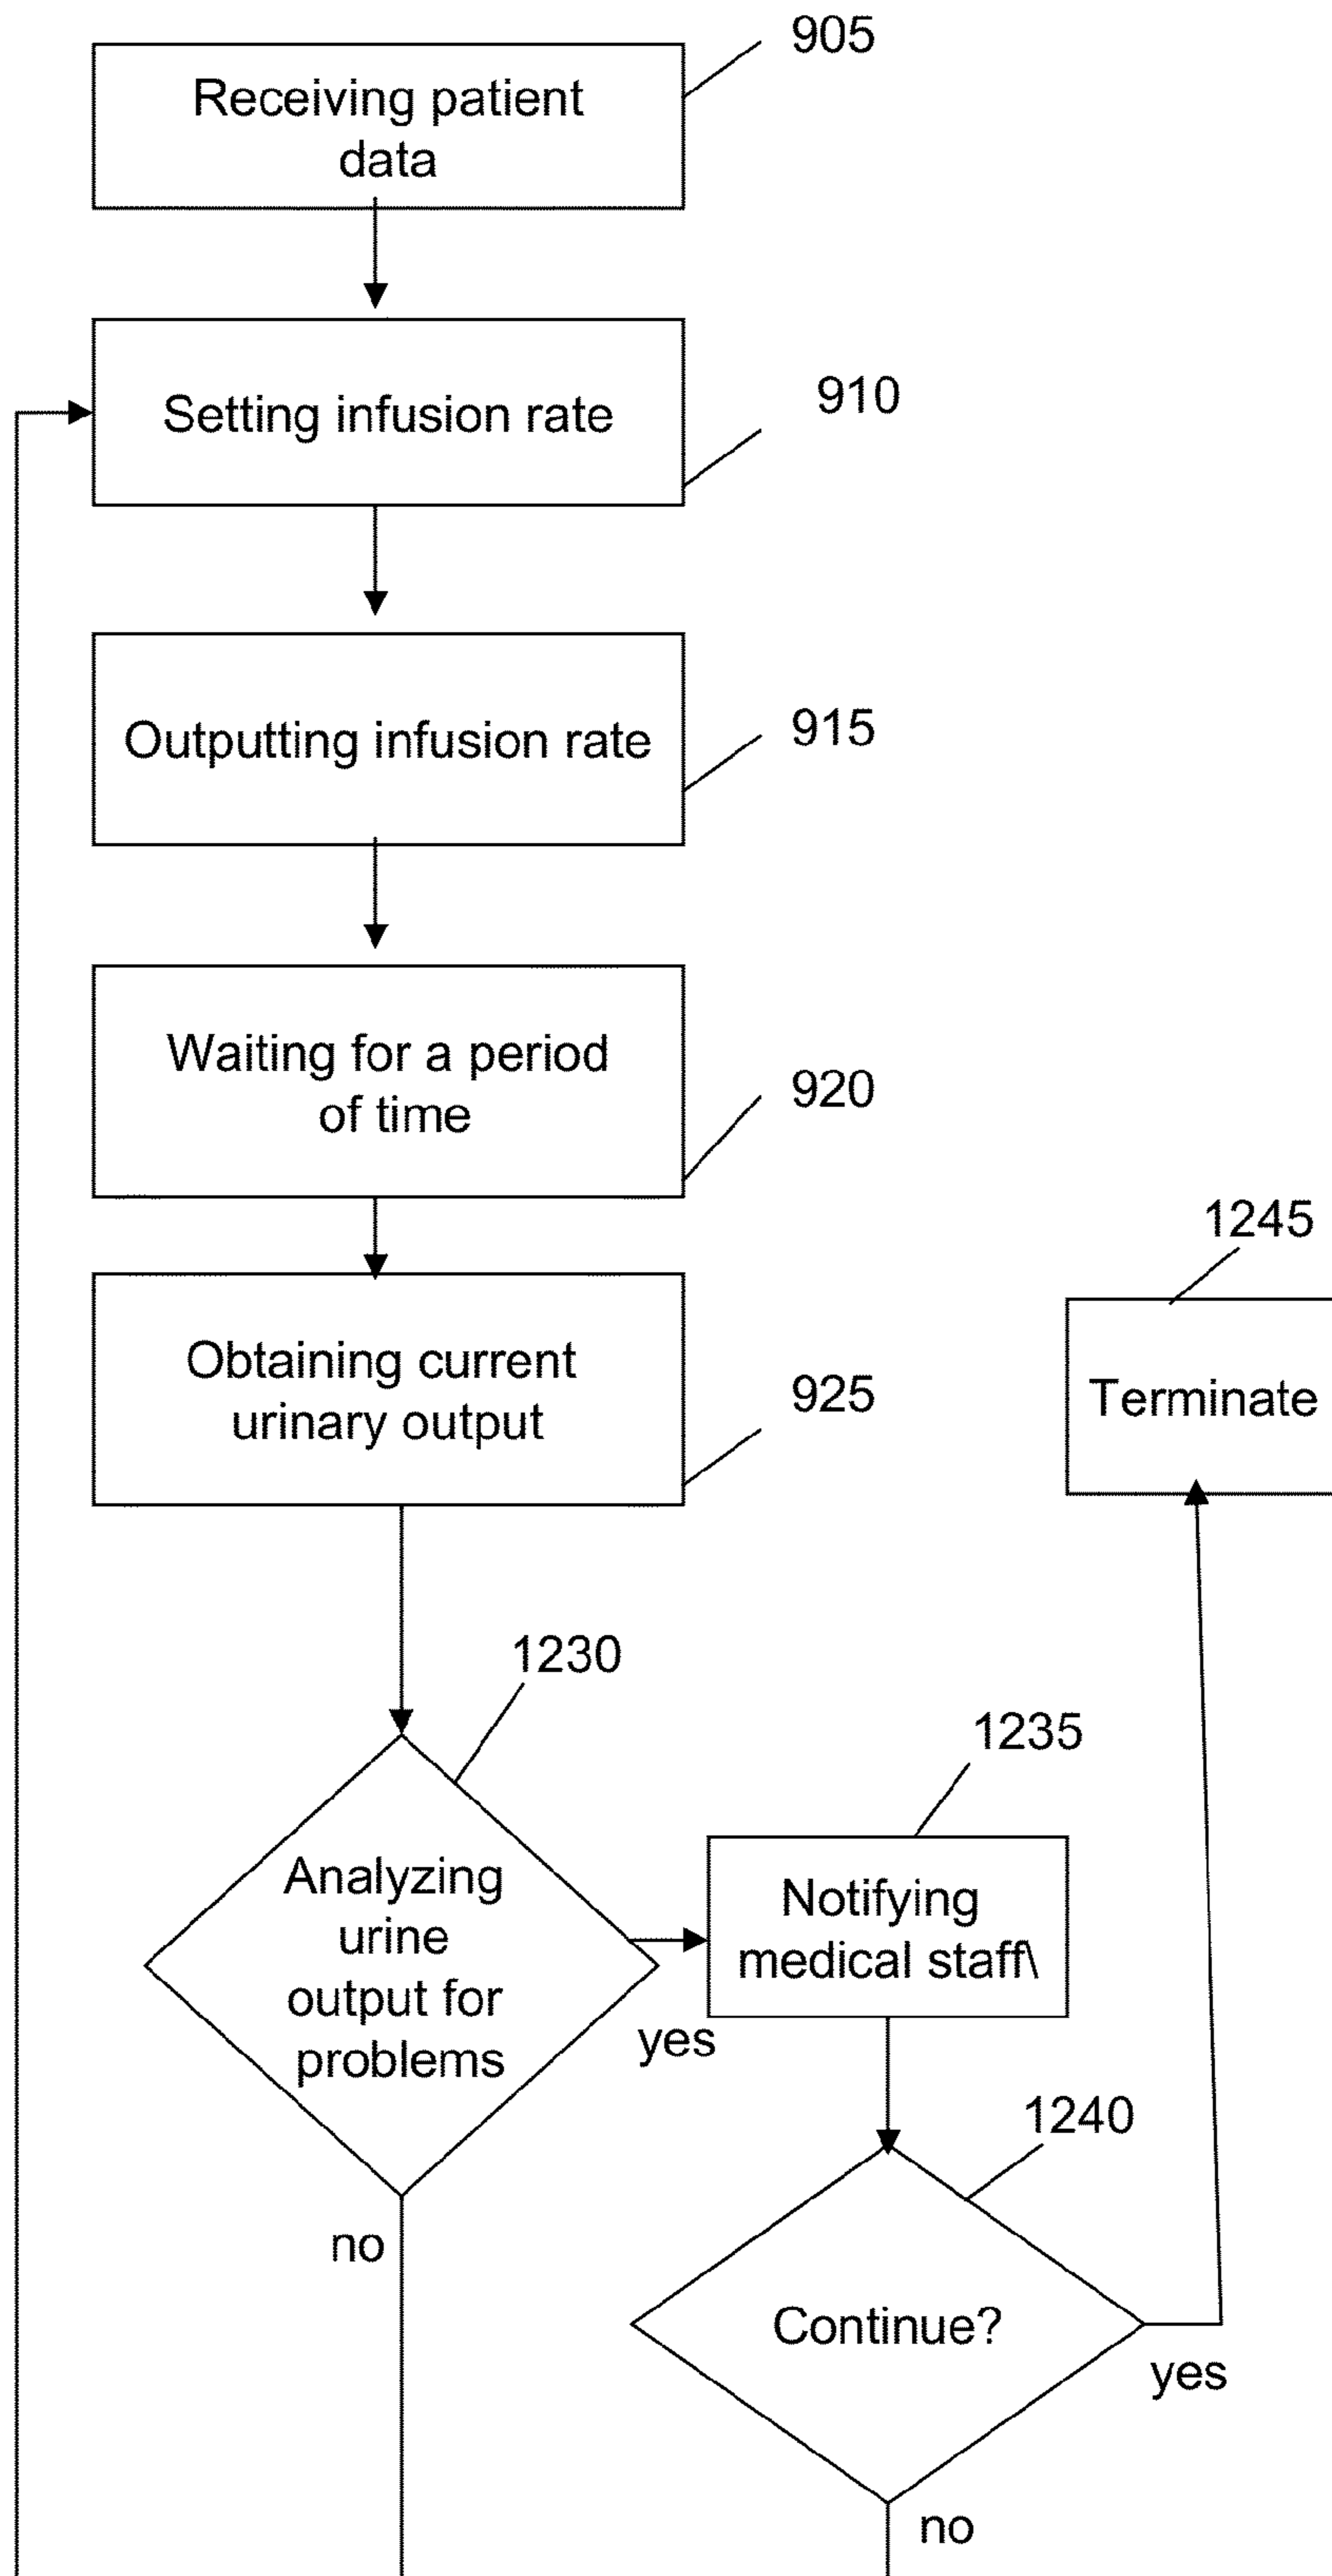 905
Receiving patient
data
910
Setting infusion rate
915
Outputting infusion rate
Waiting for a period
of time
920
1245
Obtaining current
urinary output
925
Terminate
1230
1235
Analyzing
urine
output for
problems
Notifying
medical staff\
yes
1240
no
Continue?
yes
no